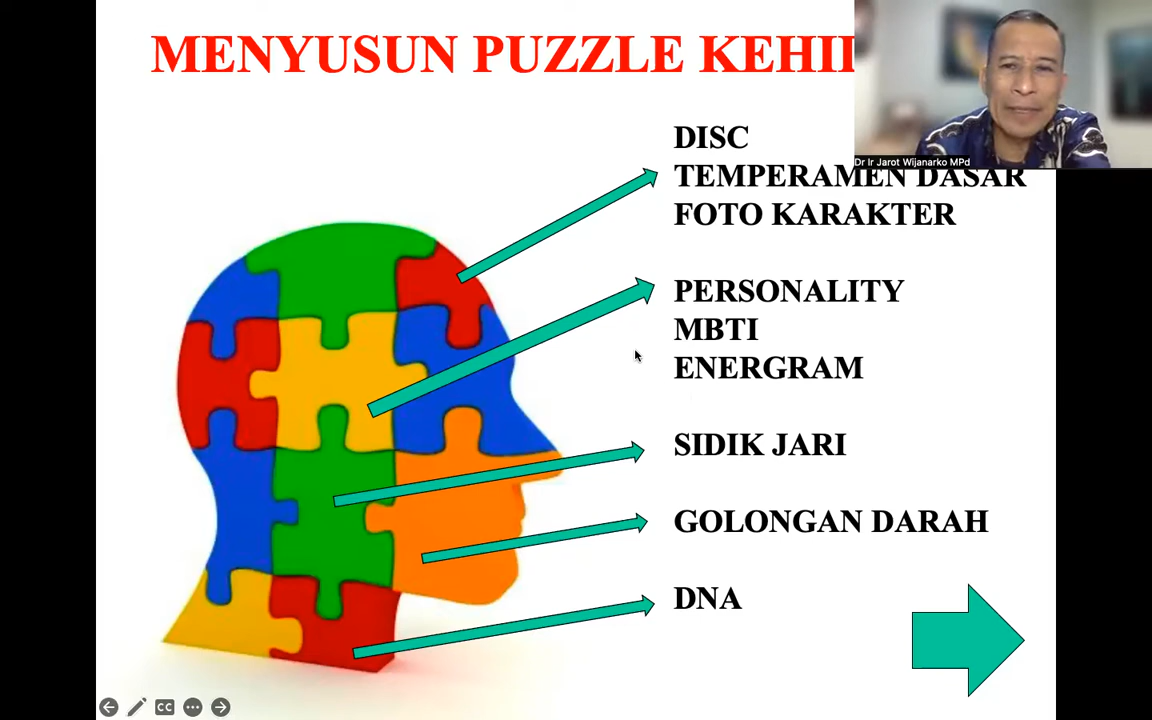 MENYUSUN PUZZLE
Dr Ir Jarot Wijanarko MPd
DISC
TEMPERAMEN DASAR
FOTO KARAKTER
PERSONALITY
MBTI
ENERGRAM
SIDIK JARI
GOLONGAN DARAH
DNA
CC